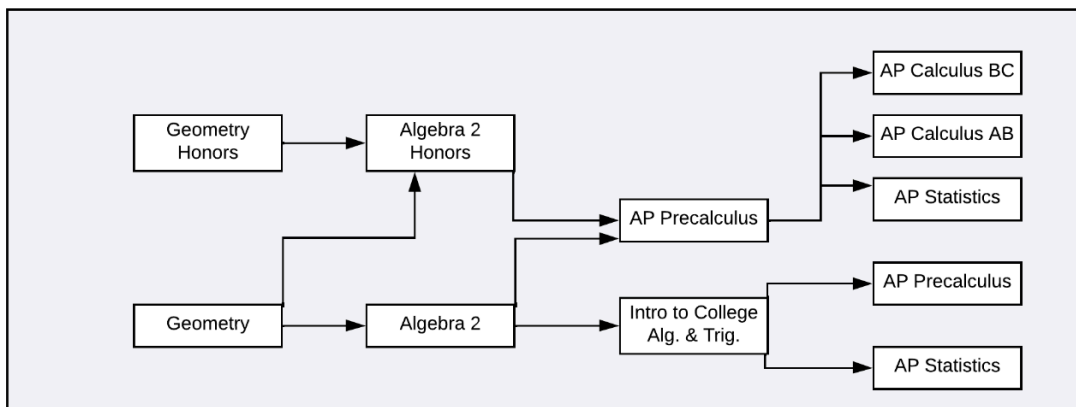 AP Calculus BC
Geometry
Honors
Algebra 2
Honors
AP Calculus AB
AP Statistics
AP Precalculus
AP Precalculus
Geometry
Algebra 2
Intro to College
Alg. & Trig.
AP Statistics